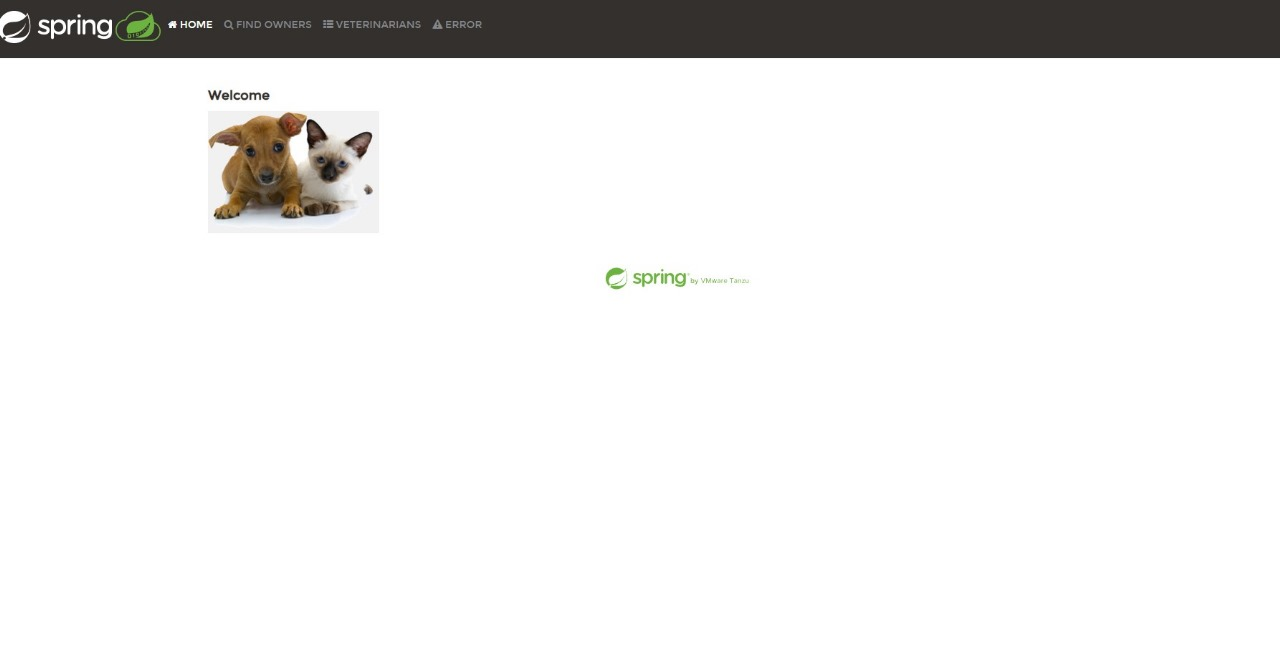 spring
HOME FIND OWNERS VETERINARIANS ERROR
Welcome
spring by VMware Tanzu